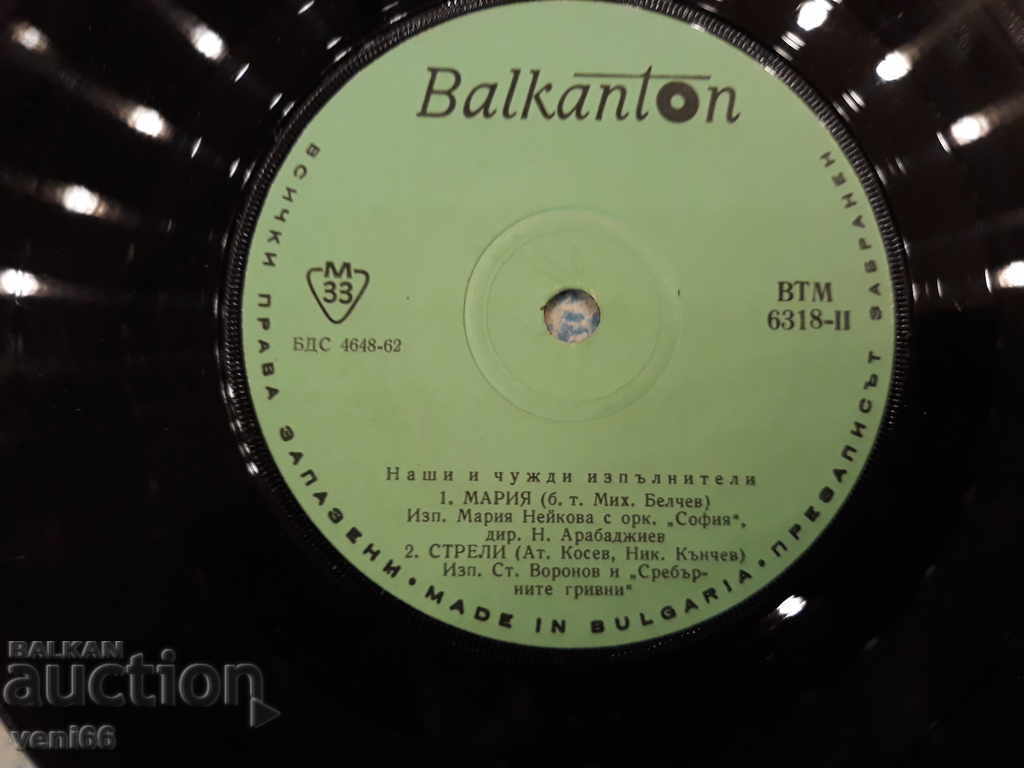 Balkanton
M
33
БДС 4648-62
ВТМ
6318-II
Наши и чужди изпълнители
1. МАРИЯ (б. т. Мих. Белчев)
Изп. Мария Нейкова с орк. „София“,
дир. Н. Арабаджиев
2. СТРЕЛИ (Ат. Косев, Ник. Кънчев)
Изп. Ст. Воронов и „Сребър-
ните гривни“
ВСИЧКИ ПРАВА ЗАПАЗЕНИ • MADE IN BULGARIA • ПРЕЗАПИСЪТ ЗАБРАНЕН
BALKAN
auction
yeni66